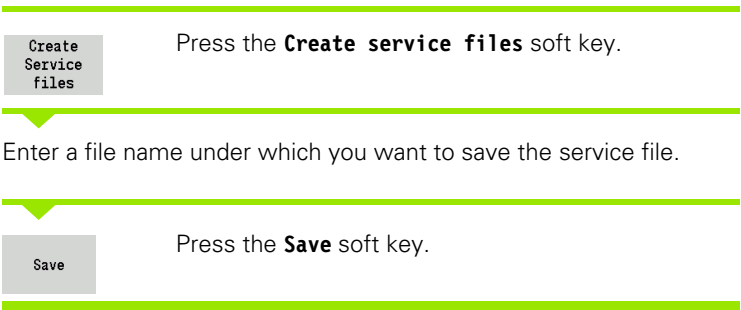 Create
Service
files
Press the Create service files soft key.
Enter a file name under which you want to save the service file.
Save
Press the Save soft key.